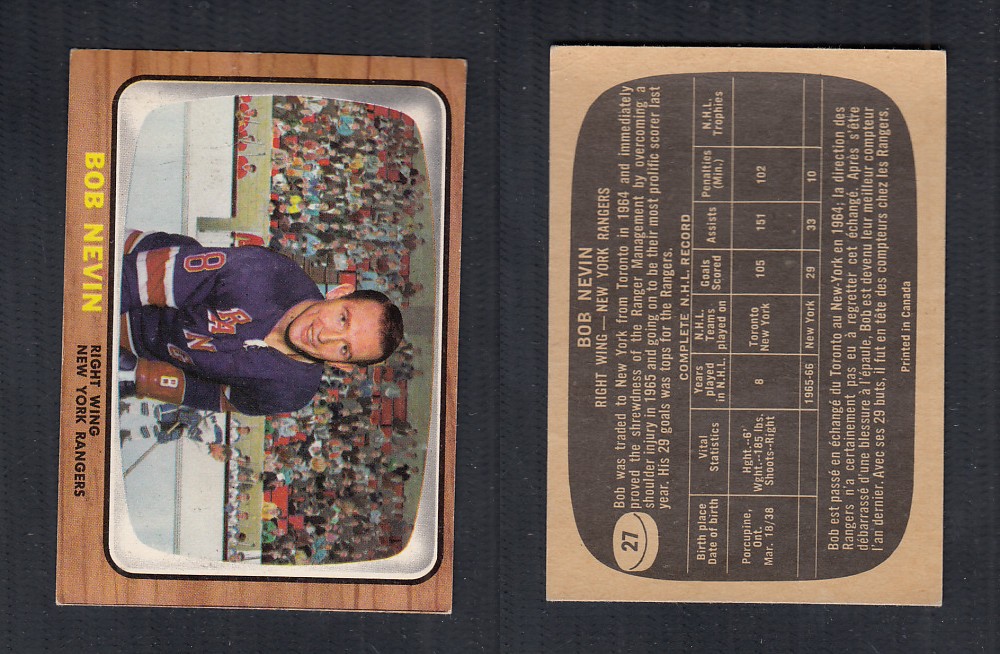 BOB NEVIN
RIGHT WING
NEW YORK RANGERS
8
8
27
BOB NEVIN
RIGHT WING — NEW YORK RANGERS
Bob was traded to New York from Toronto in 1964 and immediately
proved the shrewdness of the Ranger Management by overcoming a
shoulder injury in 1965 and going on to be their most prolific scorer last
year. His 29 goals was tops for the Rangers.
COMPLETE N.H.L. RECORD
Birth place Date of birth | Vital Statistics | Years played in N.H.L. | N.H.L. Teams played on | Goals Scored | Assists | Penalties (Min.) | N.H.L. Trophies
Porcupine, Ont. Mar. 18/38 | Hght.--6' Wght.--185 lbs. Shoots-Right | 8 | Toronto New York | 105 | 151 | 102
1965-66 | New York | 29 | 33 | 10
Bob est passé en échange du Toronto au New-York en 1964; la direction des
Rangers n'a certainement pas eu à regretter cet échangé. Après s'être
débarrassé d'une blessure à l'épaule, Bob est devenu leur meilleur compteur
l'an dernier. Avec ses 29 buts, il fut en tête des compteurs chez les Rangers.
Printed in Canada